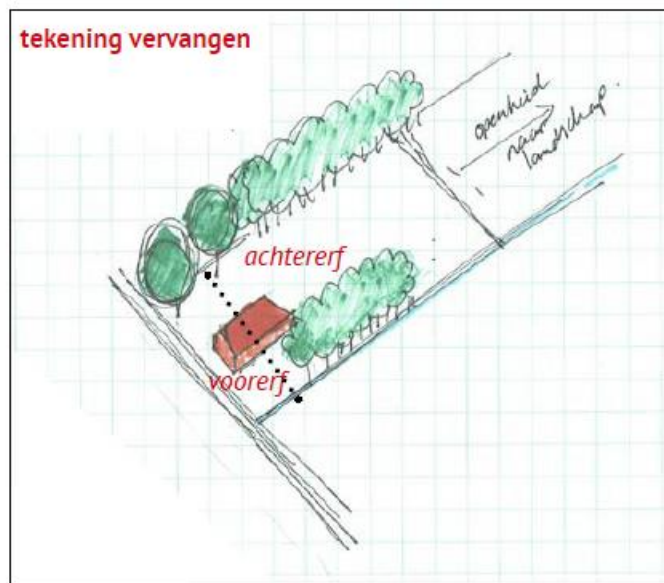 tekening vervangen
openheid
naar
landschap.
achtererf
voorerf